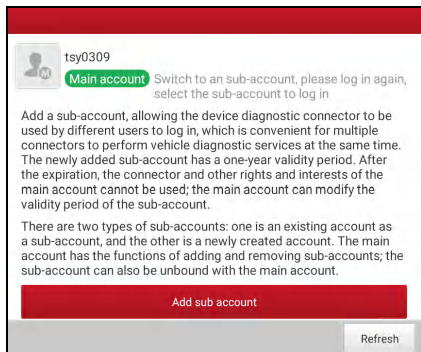 tsy0309
Main account Switch to an sub-account, please log in again,
select the sub-account to log in
Add a sub-account, allowing the device diagnostic connector to be
used by different users to log in, which is convenient for multiple
connectors to perform vehicle diagnostic services at the same time.
The newly added sub-account has a one-year validity period. After
the expiration, the connector and other rights and interests of the
main account cannot be used; the main account can modify the
validity period of the sub-account.
There are two types of sub-accounts: one is an existing account as
a sub-account, and the other is a newly created account. The main
account has the functions of adding and removing sub-accounts; the
sub-account can also be unbound with the main account.
Add sub account
Refresh